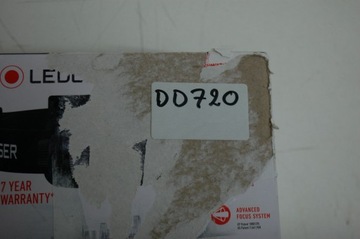 LEDL
DD720
SER
7 YEAR
WARRANTY*
ADVANCED
FOCUS SYSTEM